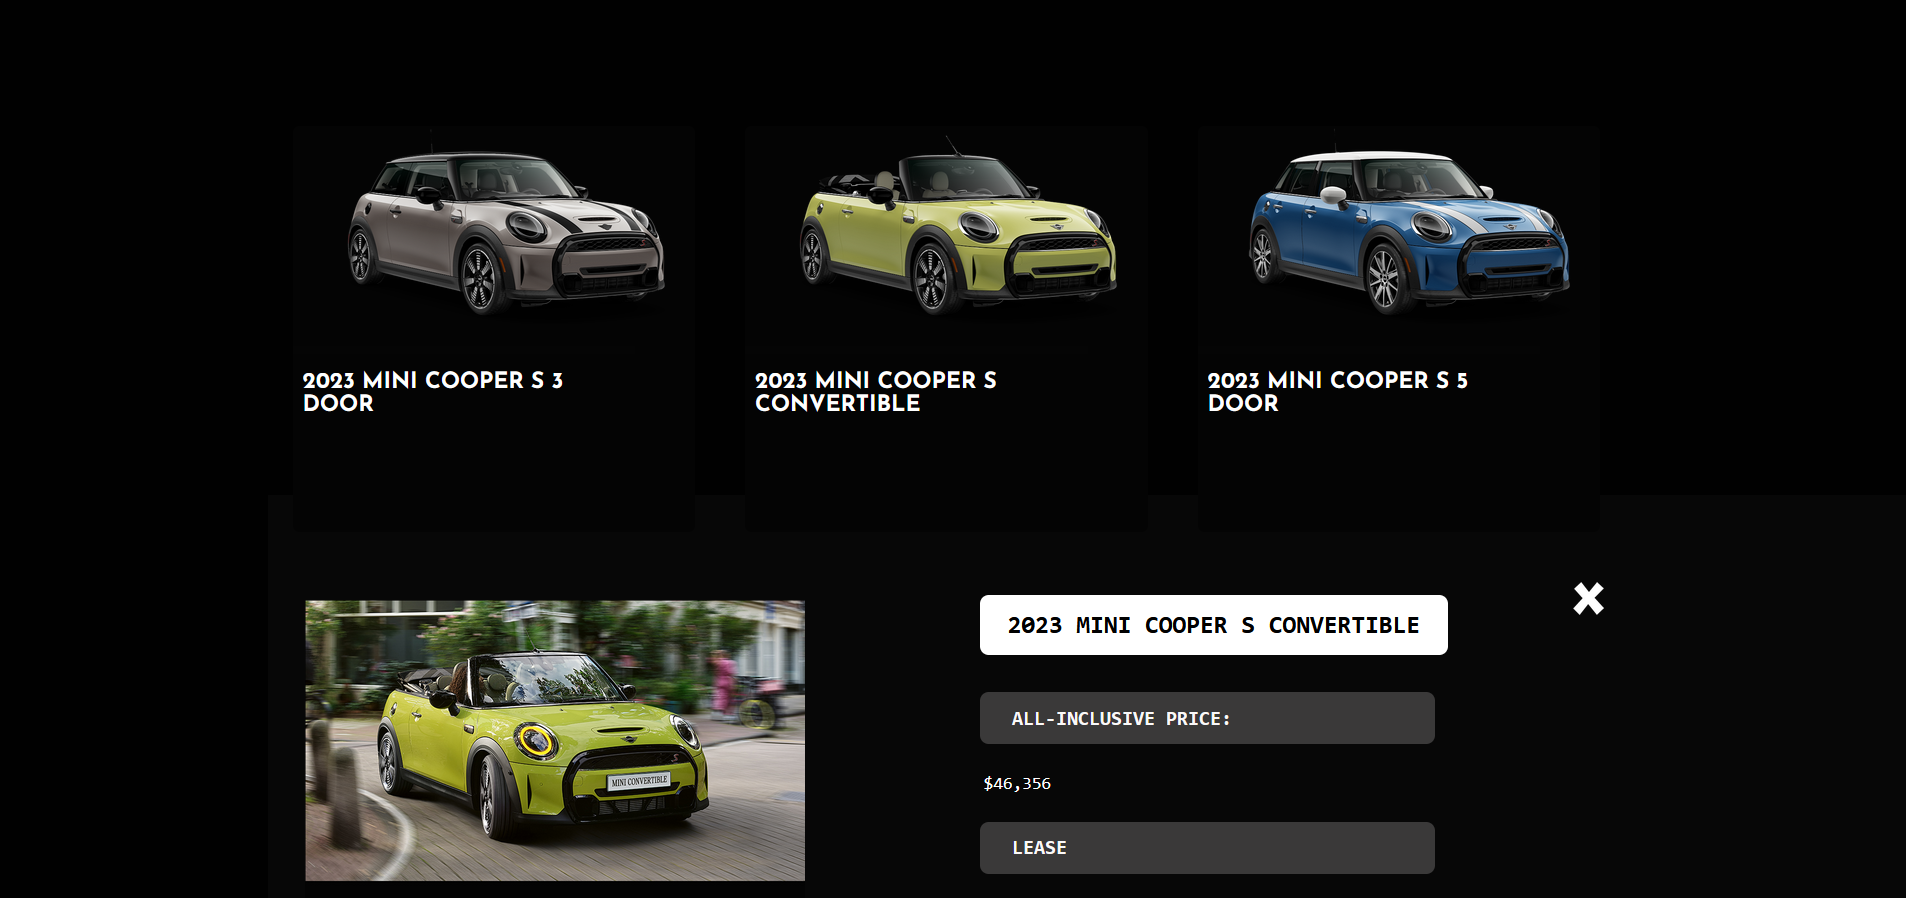 2023 MINI COOPER S 3
DOOR
2023 MINI COOPER S
CONVERTIBLE
2023 MINI COOPER S 5
DOOR
2023 MINI COOPER S CONVERTIBLE
ALL-INCLUSIVE PRICE:
$46,356
LEASE
MINI CONVERTIBLE
S